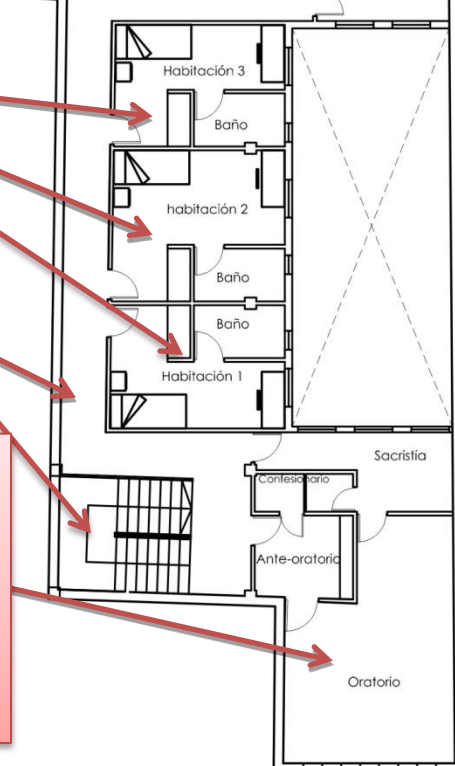 Habitación 3
Baño
habitación 2
Baño
Baño
Habitación 1
Sacristía
Confesionario
Ante-oratorio
Oratorio